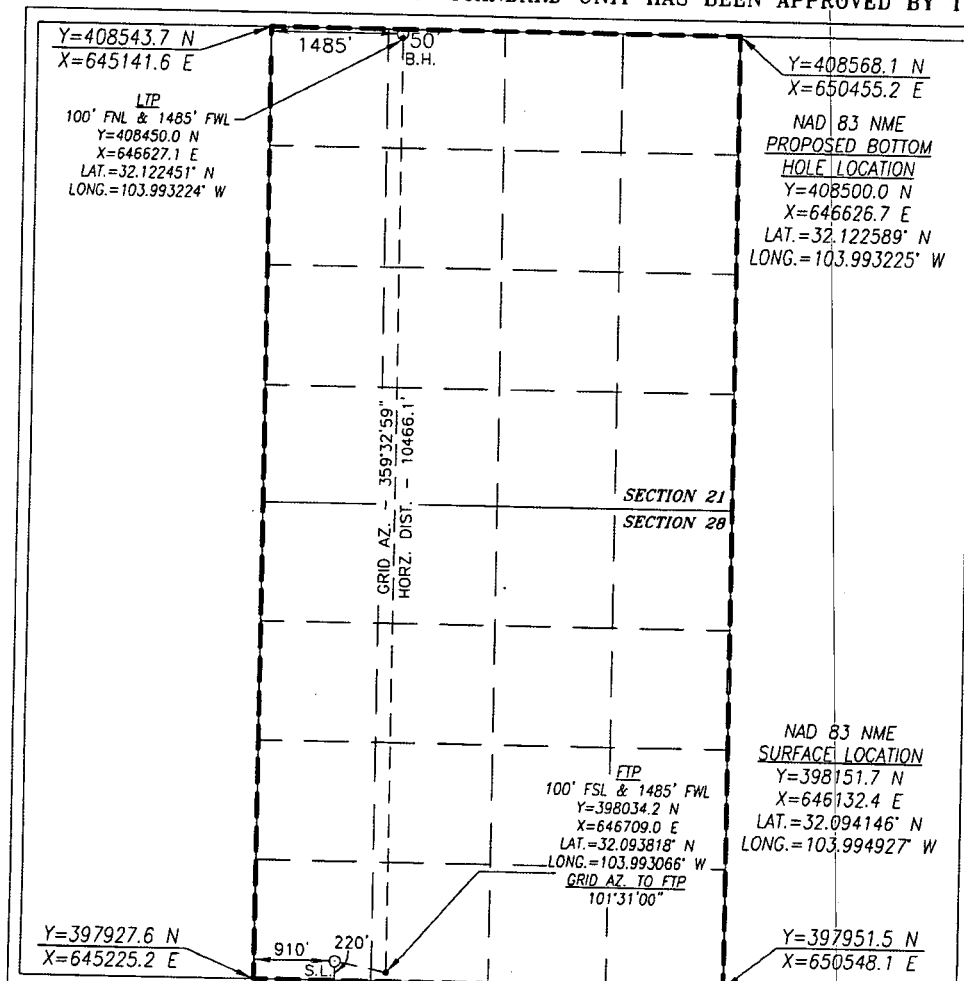 UNIT HAS BEEN APPROVED BY
Y=408543.7 N
X=645141.6 E
1485'
50'
B.H.
Y=408568.1 N
X=650455.2 E
LTP
100' FNL & 1485' FWL
Y=408450.0 N
X=646627.1 E
LAT.=32.122451° N
LONG.=103.993224° W
NAD 83 NME
PROPOSED BOTTOM
HOLE LOCATION
Y=408500.0 N
X=646626.7 E
LAT.=32.122589° N
LONG.=103.993225° W
GRID AZ. - 359°32'59"
HORZ. DIST. - 10466.1'
SECTION 21
SECTION 28
NAD 83 NME
SURFACE LOCATION
Y=398151.7 N
X=646132.4 E
LAT.=32.094146° N
LONG.=103.994927° W
FTP
100' FSL & 1485' FWL
Y=398034.2 N
X=646709.0 E
LAT.=32.093818° N
LONG.=103.993066° W
GRID AZ. TO FTP
101°31'00"
Y=397927.6 N
X=645225.2 E
910'
220'
S.L.
Y=397951.5 N
X=650548.1 E